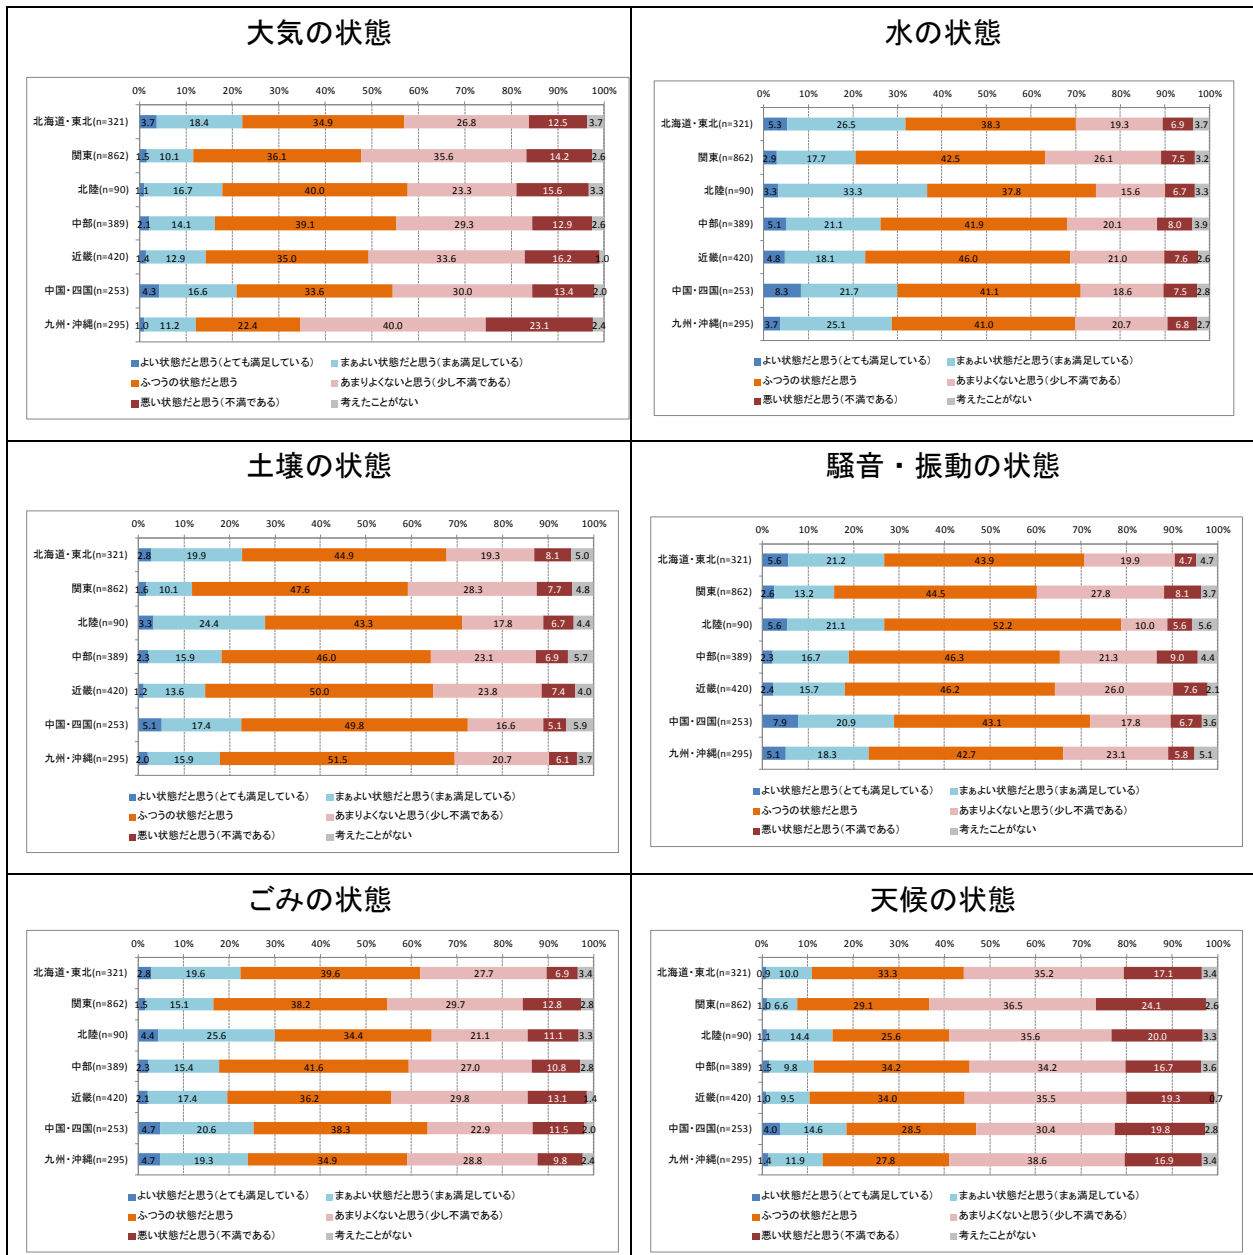 大気の状態
0% 10% 20% 30% 40% 50% 60% 70% 80% 90% 100%
北海道・東北(n=321) 3.7 18.4 34.9 26.8 12.5 3.7
関東(n=862) 1.5 10.1 36.1 35.6 14.2 2.6
北陸(n=90) 1.1 16.7 40.0 23.3 15.6 3.3
中部(n=389) 2.1 14.1 39.1 29.3 12.9 2.6
近畿(n=420) 1.4 12.9 35.0 33.6 16.2 1.0
中国・四国(n=253) 4.3 16.6 33.6 30.0 13.4 2.0
九州・沖縄(n=295) 1.0 11.2 22.4 40.0 23.1 2.4
よい状態だと思う(とても満足している) まぁよい状態だと思う(まぁ満足している)
ふつうの状態だと思う あまりよくないと思う(少し不満である)
悪い状態だと思う(不満である) 考えたことがない
水の状態
0% 10% 20% 30% 40% 50% 60% 70% 80% 90% 100%
北海道・東北(n=321) 5.3 26.5 38.3 19.3 6.9 3.7
関東(n=862) 2.9 17.7 42.5 26.1 7.5 3.2
北陸(n=90) 3.3 33.3 37.8 15.6 6.7 3.3
中部(n=389) 5.1 21.1 41.9 20.1 8.0 3.9
近畿(n=420) 4.8 18.1 46.0 21.0 7.6 2.6
中国・四国(n=253) 8.3 21.7 41.1 18.6 7.5 2.8
九州・沖縄(n=295) 3.7 25.1 41.0 20.7 6.8 2.7
よい状態だと思う(とても満足している) まぁよい状態だと思う(まぁ満足している)
ふつうの状態だと思う あまりよくないと思う(少し不満である)
悪い状態だと思う(不満である) 考えたことがない
土壌の状態
0% 10% 20% 30% 40% 50% 60% 70% 80% 90% 100%
北海道・東北(n=321) 2.8 19.9 44.9 19.3 8.1 5.0
関東(n=862) 1.6 10.1 47.6 28.3 7.7 4.8
北陸(n=90) 3.3 24.4 43.3 17.8 6.7 4.4
中部(n=389) 2.3 15.9 46.0 23.1 6.9 5.7
近畿(n=420) 1.2 13.6 50.0 23.8 7.4 4.0
中国・四国(n=253) 5.1 17.4 49.8 16.6 5.1 5.9
九州・沖縄(n=295) 2.0 15.9 51.5 20.7 6.1 3.7
よい状態だと思う(とても満足している) まぁよい状態だと思う(まぁ満足している)
ふつうの状態だと思う あまりよくないと思う(少し不満である)
悪い状態だと思う(不満である) 考えたことがない
騒音・振動の状態
0% 10% 20% 30% 40% 50% 60% 70% 80% 90% 100%
北海道・東北(n=321) 5.6 21.2 43.9 19.9 4.7 4.7
関東(n=862) 2.6 13.2 44.5 27.8 8.1 3.7
北陸(n=90) 5.6 21.1 52.2 10.0 5.6 5.6
中部(n=389) 2.3 16.7 46.3 21.3 9.0 4.4
近畿(n=420) 2.4 15.7 46.2 26.0 7.6 2.1
中国・四国(n=253) 7.9 20.9 43.1 17.8 6.7 3.6
九州・沖縄(n=295) 5.1 18.3 42.7 23.1 5.8 5.1
よい状態だと思う(とても満足している) まぁよい状態だと思う(まぁ満足している)
ふつうの状態だと思う あまりよくないと思う(少し不満である)
悪い状態だと思う(不満である) 考えたことがない
ごみの状態
0% 10% 20% 30% 40% 50% 60% 70% 80% 90% 100%
北海道・東北(n=321) 2.8 19.6 39.6 27.7 6.9 3.4
関東(n=862) 1.5 15.1 38.2 29.7 12.8 2.8
北陸(n=90) 4.4 25.6 34.4 21.1 11.1 3.3
中部(n=389) 2.3 15.4 41.6 27.0 10.8 2.8
近畿(n=420) 2.1 17.4 36.2 29.8 13.1 1.4
中国・四国(n=253) 4.7 20.6 38.3 22.9 11.5 2.0
九州・沖縄(n=295) 4.7 19.3 34.9 28.8 9.8 2.4
よい状態だと思う(とても満足している) まぁよい状態だと思う(まぁ満足している)
ふつうの状態だと思う あまりよくないと思う(少し不満である)
悪い状態だと思う(不満である) 考えたことがない
天候の状態
0% 10% 20% 30% 40% 50% 60% 70% 80% 90% 100%
北海道・東北(n=321) 0.9 10.0 33.3 35.2 17.1 3.4
関東(n=862) 1.0 6.6 29.1 36.5 24.1 2.6
北陸(n=90) 1.1 14.4 25.6 35.6 20.0 3.3
中部(n=389) 1.5 9.8 34.2 34.2 16.7 3.6
近畿(n=420) 1.0 9.5 34.0 35.5 19.3 0.7
中国・四国(n=253) 4.0 14.6 28.5 30.4 19.8 2.8
九州・沖縄(n=295) 1.4 11.9 27.8 38.6 16.9 3.4
よい状態だと思う(とても満足している) まぁよい状態だと思う(まぁ満足している)
ふつうの状態だと思う あまりよくないと思う(少し不満である)
悪い状態だと思う(不満である) 考えたことがない